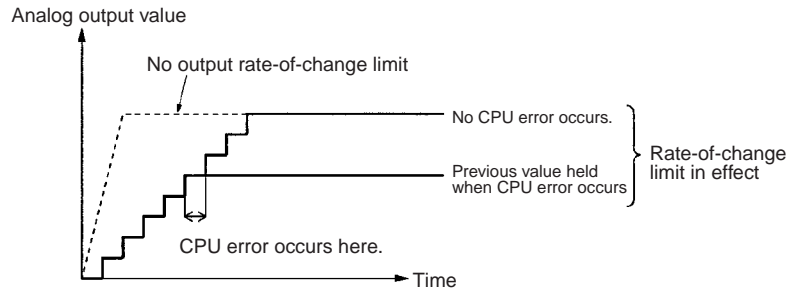 Analog output value
No output rate-of-change limit
No CPU error occurs.
Previous value held
when CPU error occurs
Rate-of-change
limit in effect
CPU error occurs here.
Time